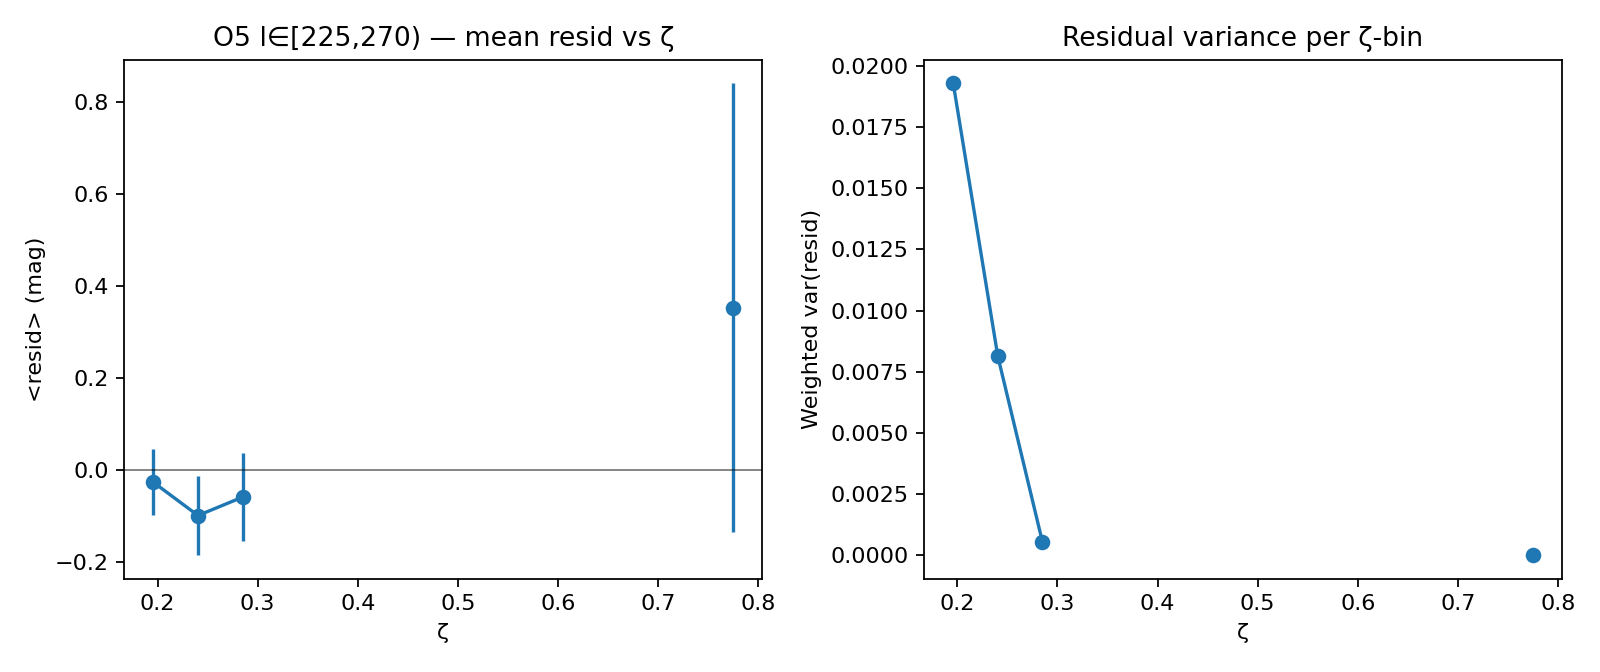 O5 l∈[225,270) — mean resid vs ζ
<resid> (mag)
0.8
0.6
0.4
0.2
0.0
−0.2
0.2 0.3 0.4 0.5 0.6 0.7 0.8
ζ
Residual variance per ζ-bin
Weighted var(resid)
0.0200
0.0175
0.0150
0.0125
0.0100
0.0075
0.0050
0.0025
0.0000
0.2 0.3 0.4 0.5 0.6 0.7 0.8
ζ